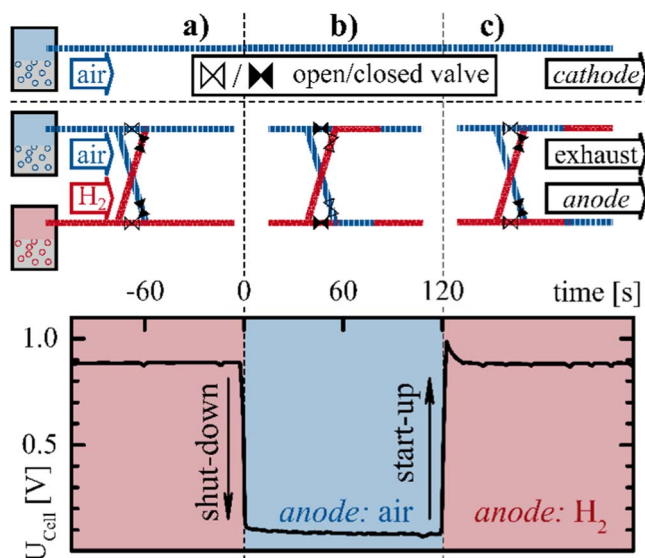 a) b) c)
air open/closed valve cathode
air exhaust
H₂ anode
-60 0 60 120 time [s]
1.0
0.5
U_Cell [V]
shut-down
start-up
anode: air
anode: H₂